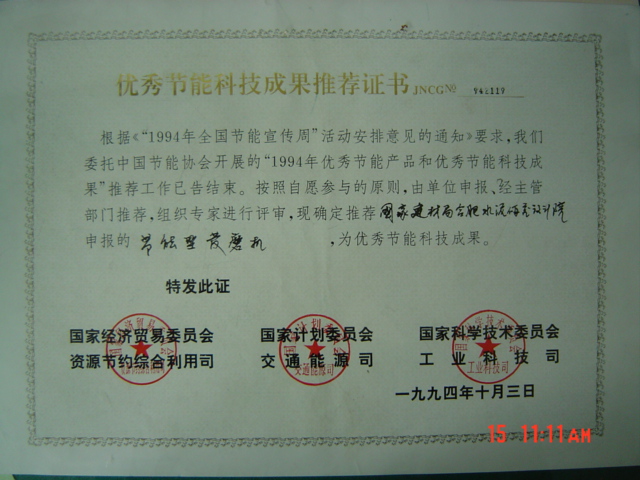 优秀节能科技成果推荐证书 JNCG№ 942119
根据《“1994年全国节能宣传周”活动安排意见的通知》要求，我们
委托中国节能协会开展的“1994年优秀节能产品和优秀节能科技成
果”推荐工作已告结束。按照自愿参与的原则，由单位申报、经主管
部门推荐，组织专家进行评审，现确定推荐国家建材局合肥水泥研究设计院
申报的 节能型 磨机 ，为优秀节能科技成果。
特发此证
国家经济贸易委员会 国家计划委员会 国家科学技术委员会
资源节约综合利用司 交通能源司 工业科技司
一九九四年十月三日
15 11:11AM